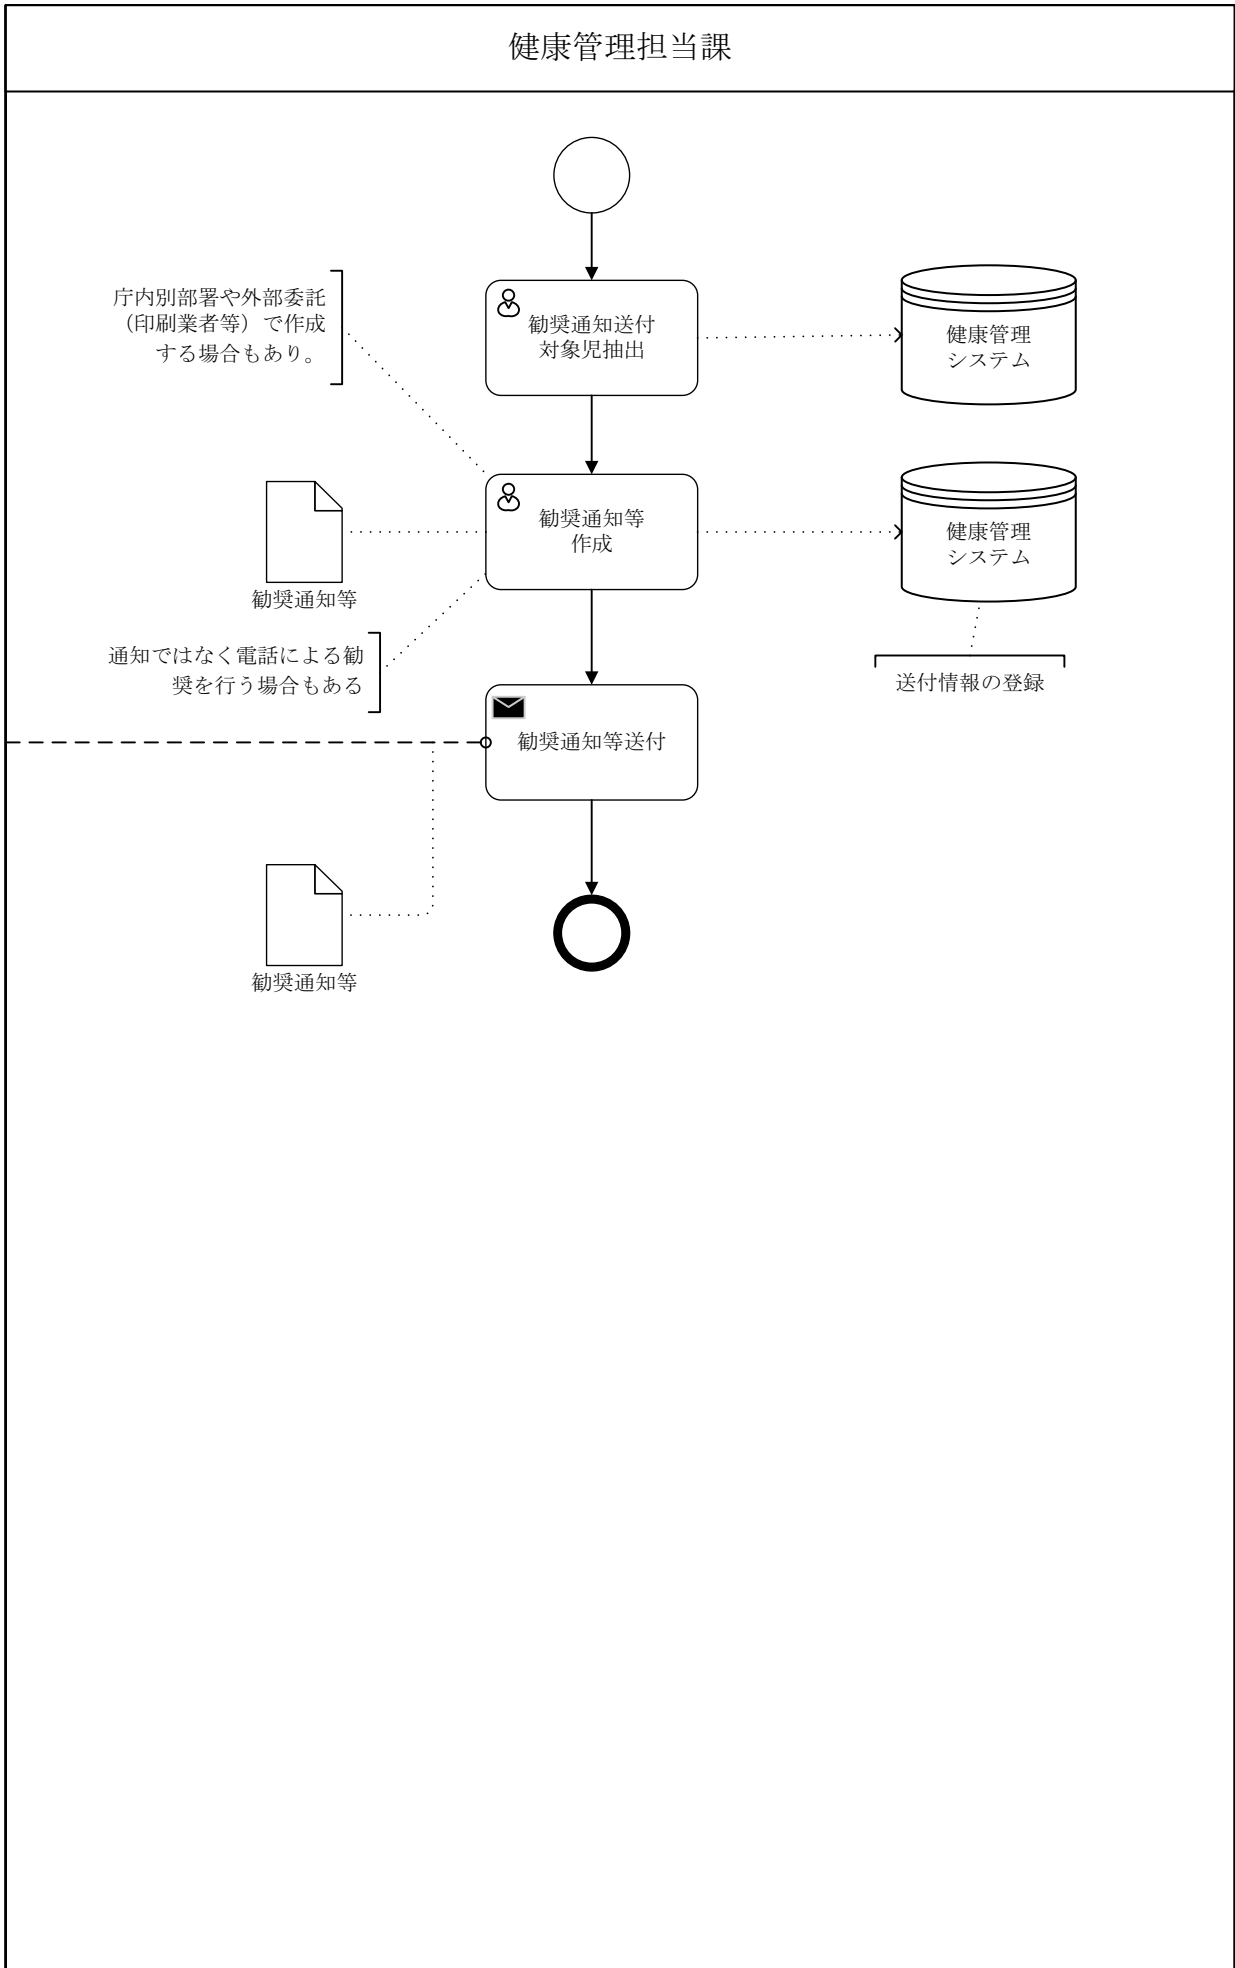 健康管理担当課
庁内別部署や外部委託
（印刷業者等）で作成
する場合もあり。
勧奨通知送付
対象児抽出
健康管理
システム
勧奨通知等
勧奨通知等
作成
健康管理
システム
通知ではなく電話による勧
奨を行う場合もある
送付情報の登録
勧奨通知等送付
勧奨通知等